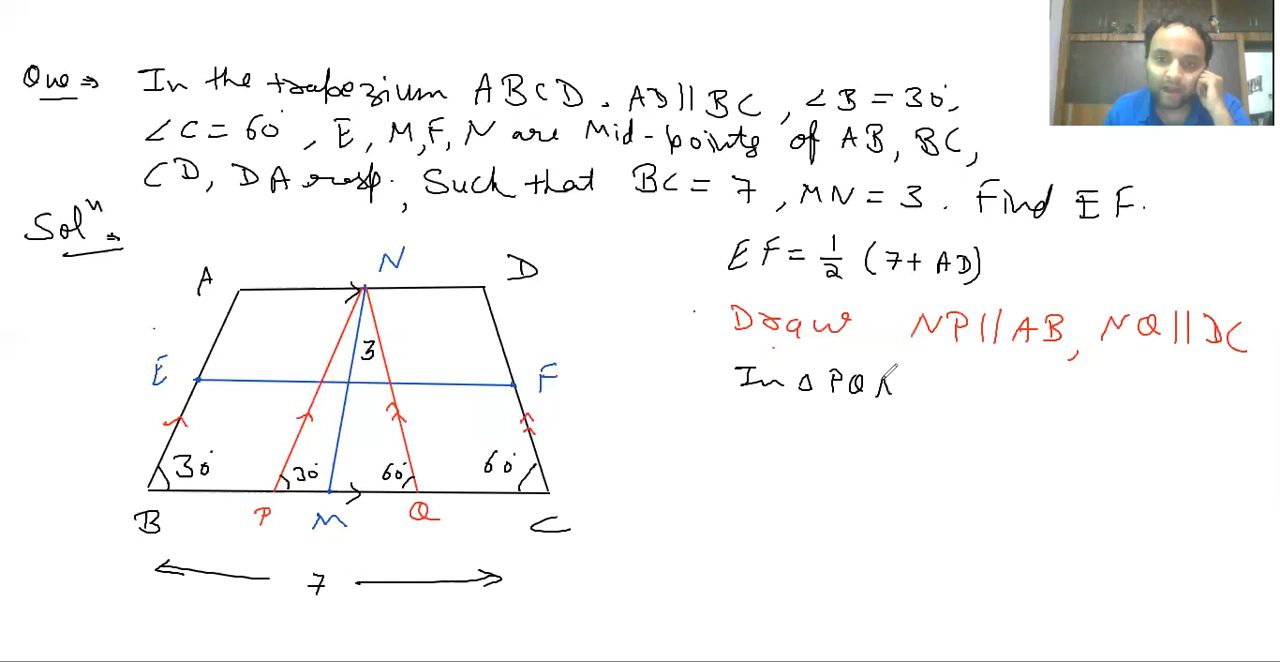 Que ⇒ In the trapezium ABCD. AD||BC, ∠B = 30°,
∠C = 60°, E, M, F, N are Mid-points of AB, BC,
CD, DA resp., Such that BC = 7, MN = 3. Find EF.
Solⁿ ⇒
EF = 1/2 (7 + AD)
Draw NP||AB, NQ||DC
In △ PQN
A N D
3
E F
30° 30° 60° 60°
B P M Q C
7